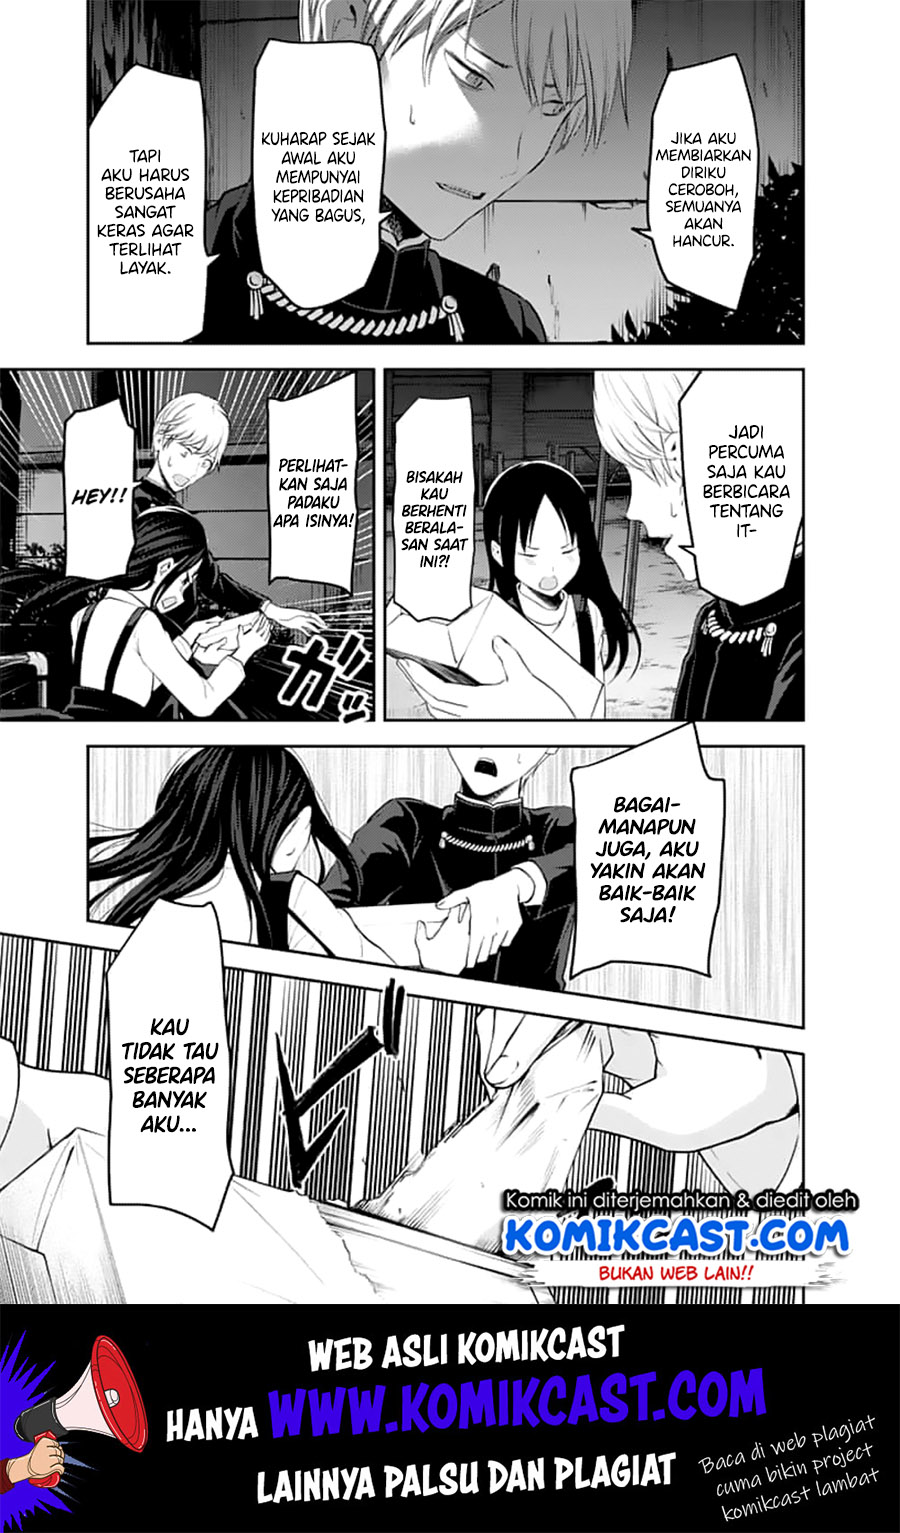 JIKA AKU
MEMBIARKAN
DIRIKU
CEROBOH,
SEMUANYA
AKAN
HANCUR.
KUHARAP SEJAK
AWAL AKU
MEMPUNYAI
KEPRIBADIAN
YANG BAGUS,
TAPI
AKU HARUS
BERUSAHA
SANGAT
KERAS AGAR
TERLIHAT
LAYAK.
JADI
PERCUMA
SAJA KAU
BERBICARA
TENTANG
IT-
BISAKAH
KAU
BERHENTI
BERALA-
SAN SAAT
INI?!
PERLIHAT-
KAN SAJA
PADAKU
APA ISINYA!
HEY!!
ガッ
BAGAI-
MANAPUN
JUGA, AKU
YAKIN AKAN
BAIK-BAIK
SAJA!
KAU
TIDAK TAU
SEBERAPA
BANYAK
AKU...
Komik ini diterjemahkan & diedit oleh
KOMIKCAST.COM
BUKAN WEB LAIN!!
WEB ASLI KOMIKCAST
HANYA WWW.KOMIKCAST.COM
LAINNYA PALSU DAN PLAGIAT
Baca di web plagiat
cuma bikin project
komikcast lambat